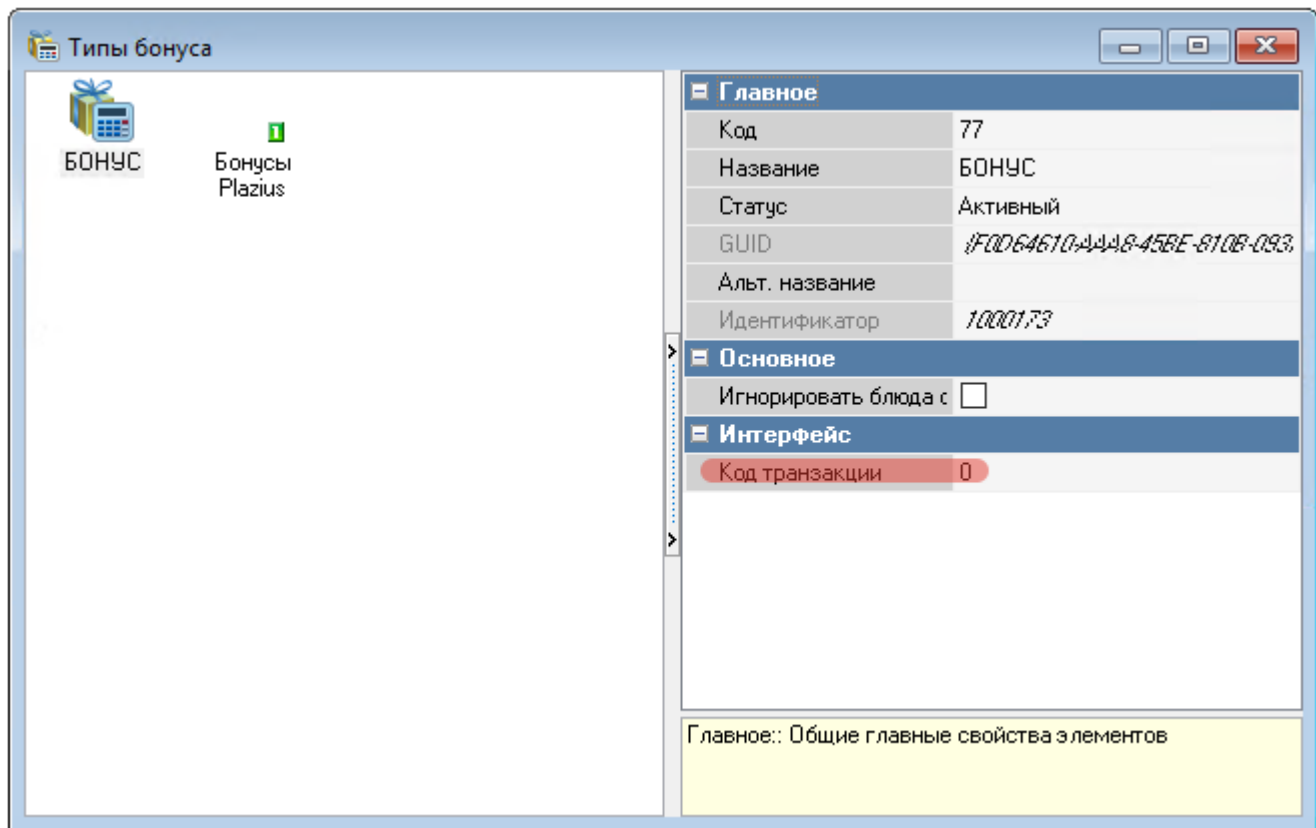 Типы бонуса
БОНУС
1
Бонусы
Plazius
Главное
Код 77
Название БОНУС
Статус Активный
GUID {F0D64610-AAA8-45BE-810B-093
Альт. название
Идентификатор 1000173
Основное
Игнорировать блюда с
Интерфейс
Код транзакции 0
Главное:: Общие главные свойства элементов